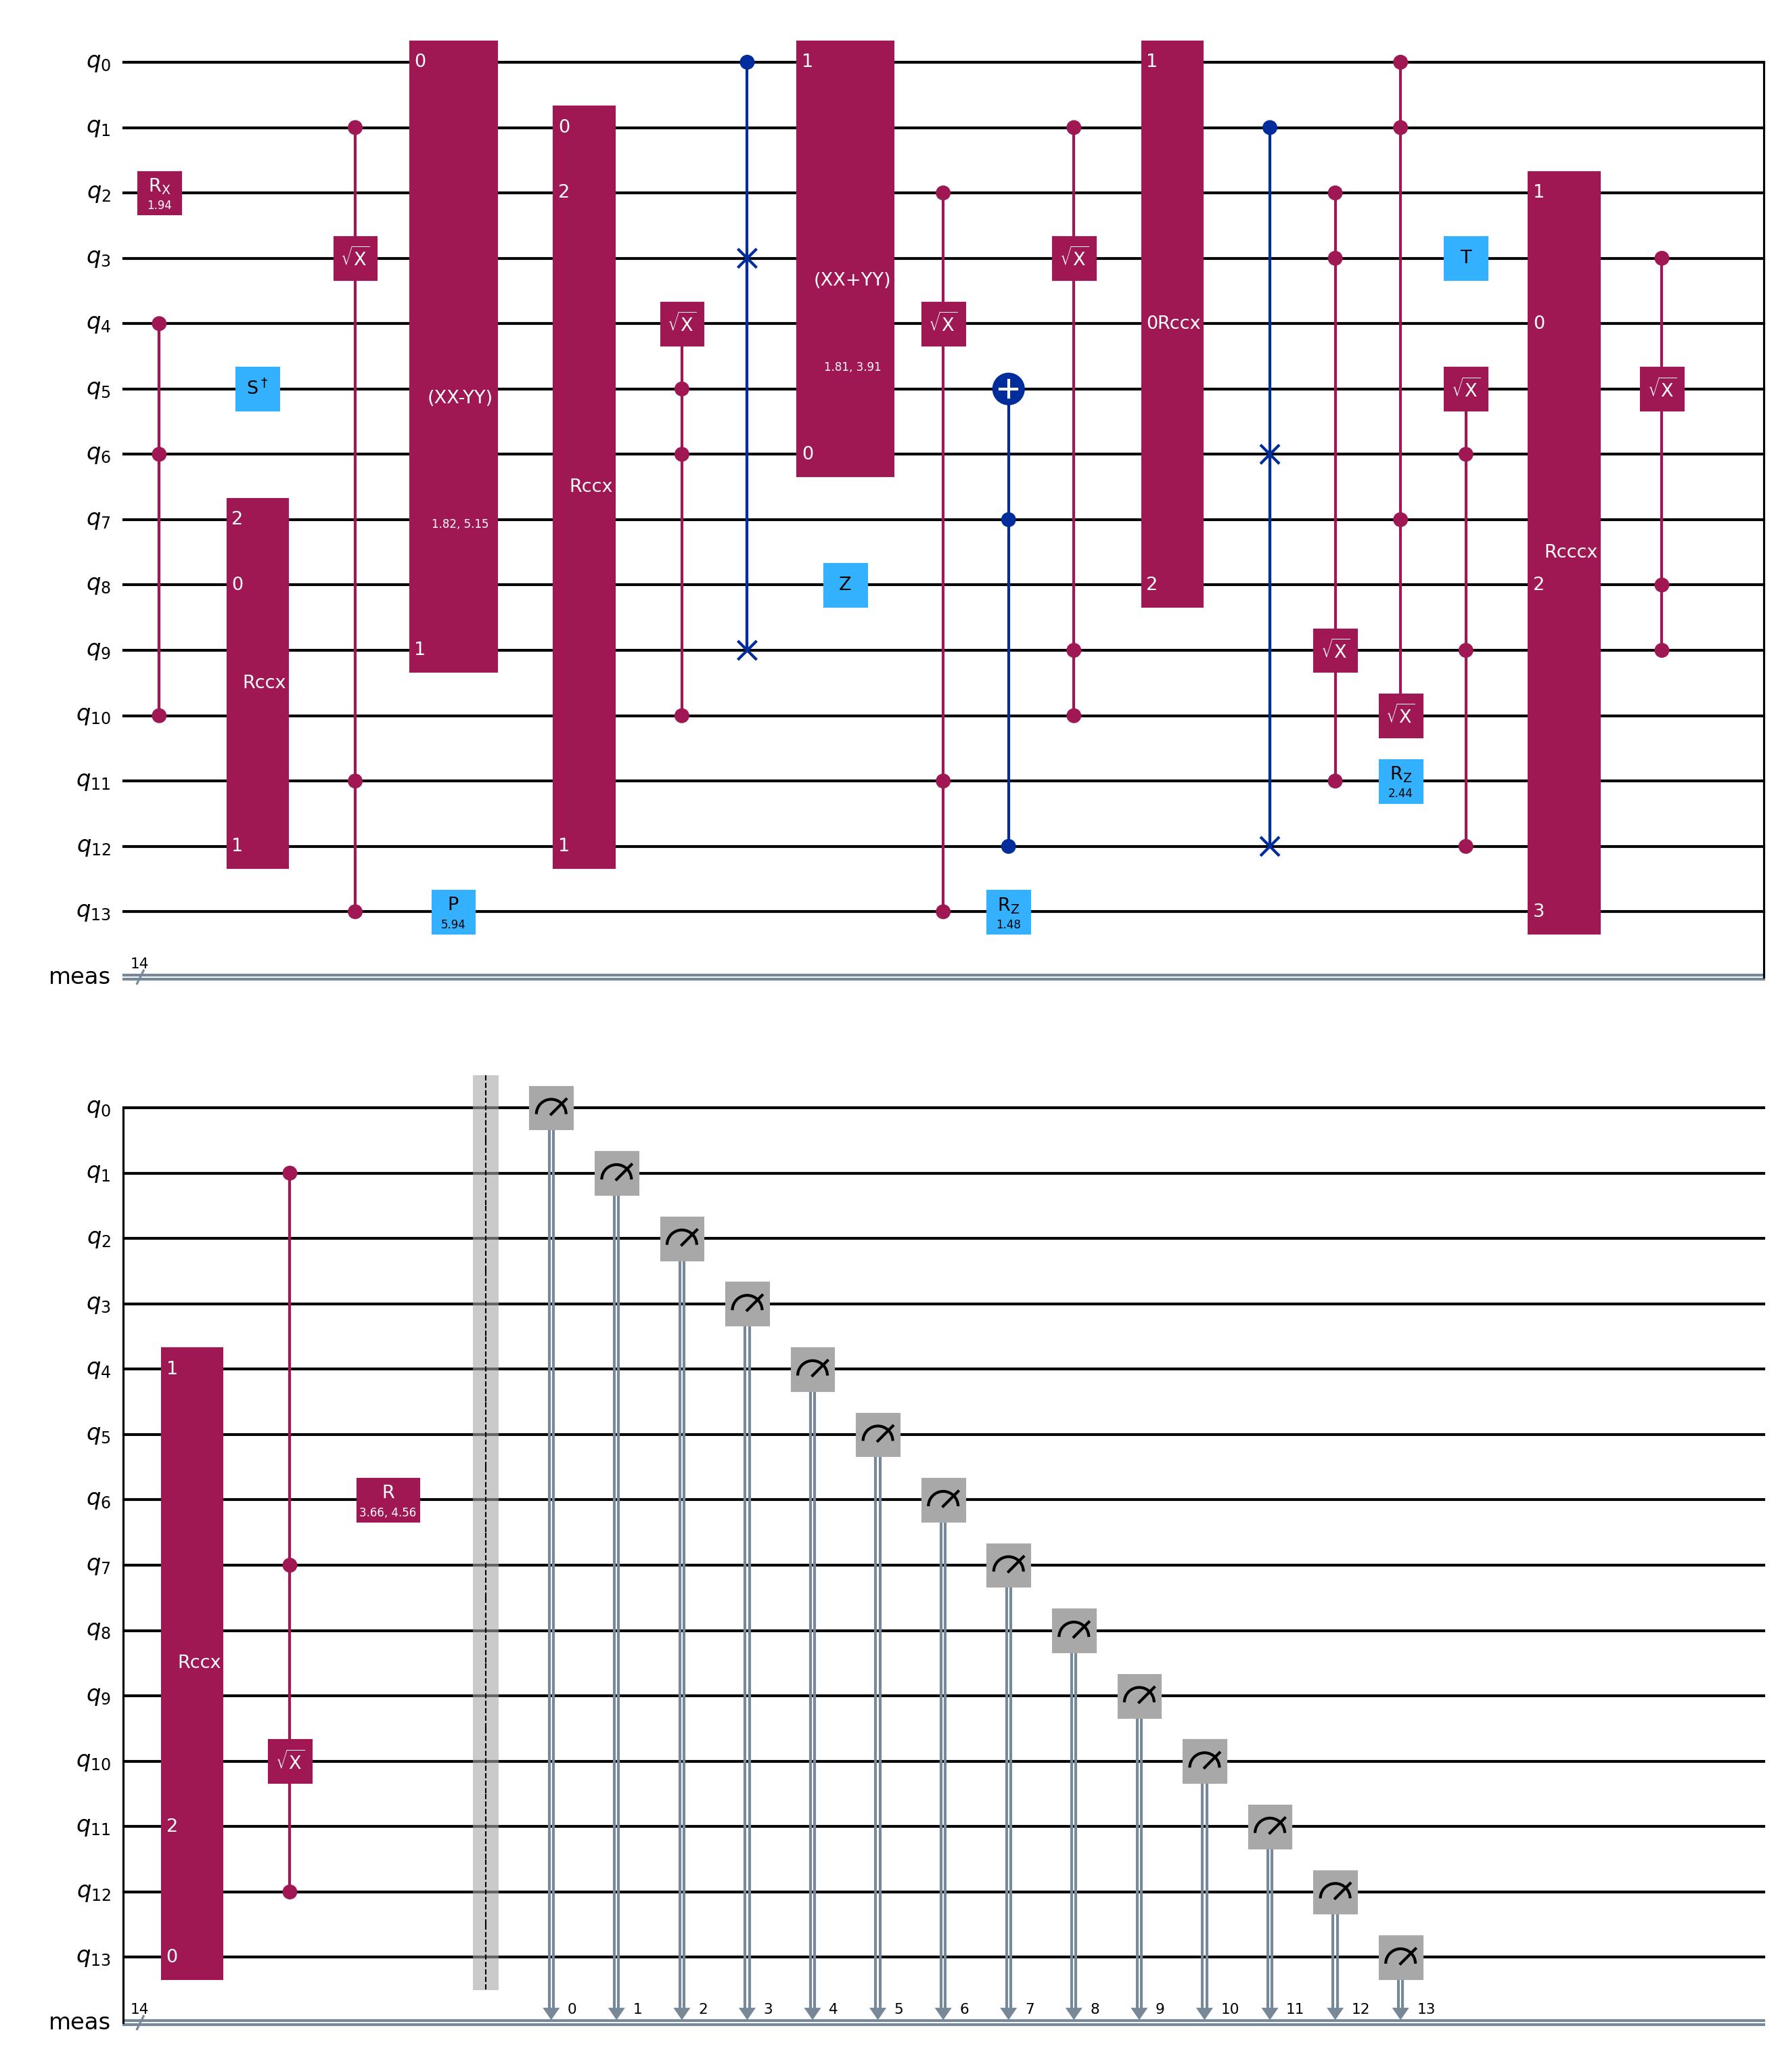 q0 0 1 1
q1 0
q2 RX 1.94 2 1
q3 √X √X T
(XX+YY)
q4 √X √X 0Rccx 0
1.81, 3.91
q5 S† (XX-YY) √X √X
q6 0
Rccx
q7 2 1.82, 5.15
Rcccx
q8 0 Z 2 2
q9 1 √X
Rccx
q10 √X
q11 RZ 2.44
q12 1 1
q13 P 5.94 RZ 1.48 3
meas 14
q0
q1
q2
q3
q4 1
q5
q6 R 3.66, 4.56
q7
q8
Rccx
q9
q10 √X
q11 2
q12
q13 0
meas 14 0 1 2 3 4 5 6 7 8 9 10 11 12 13